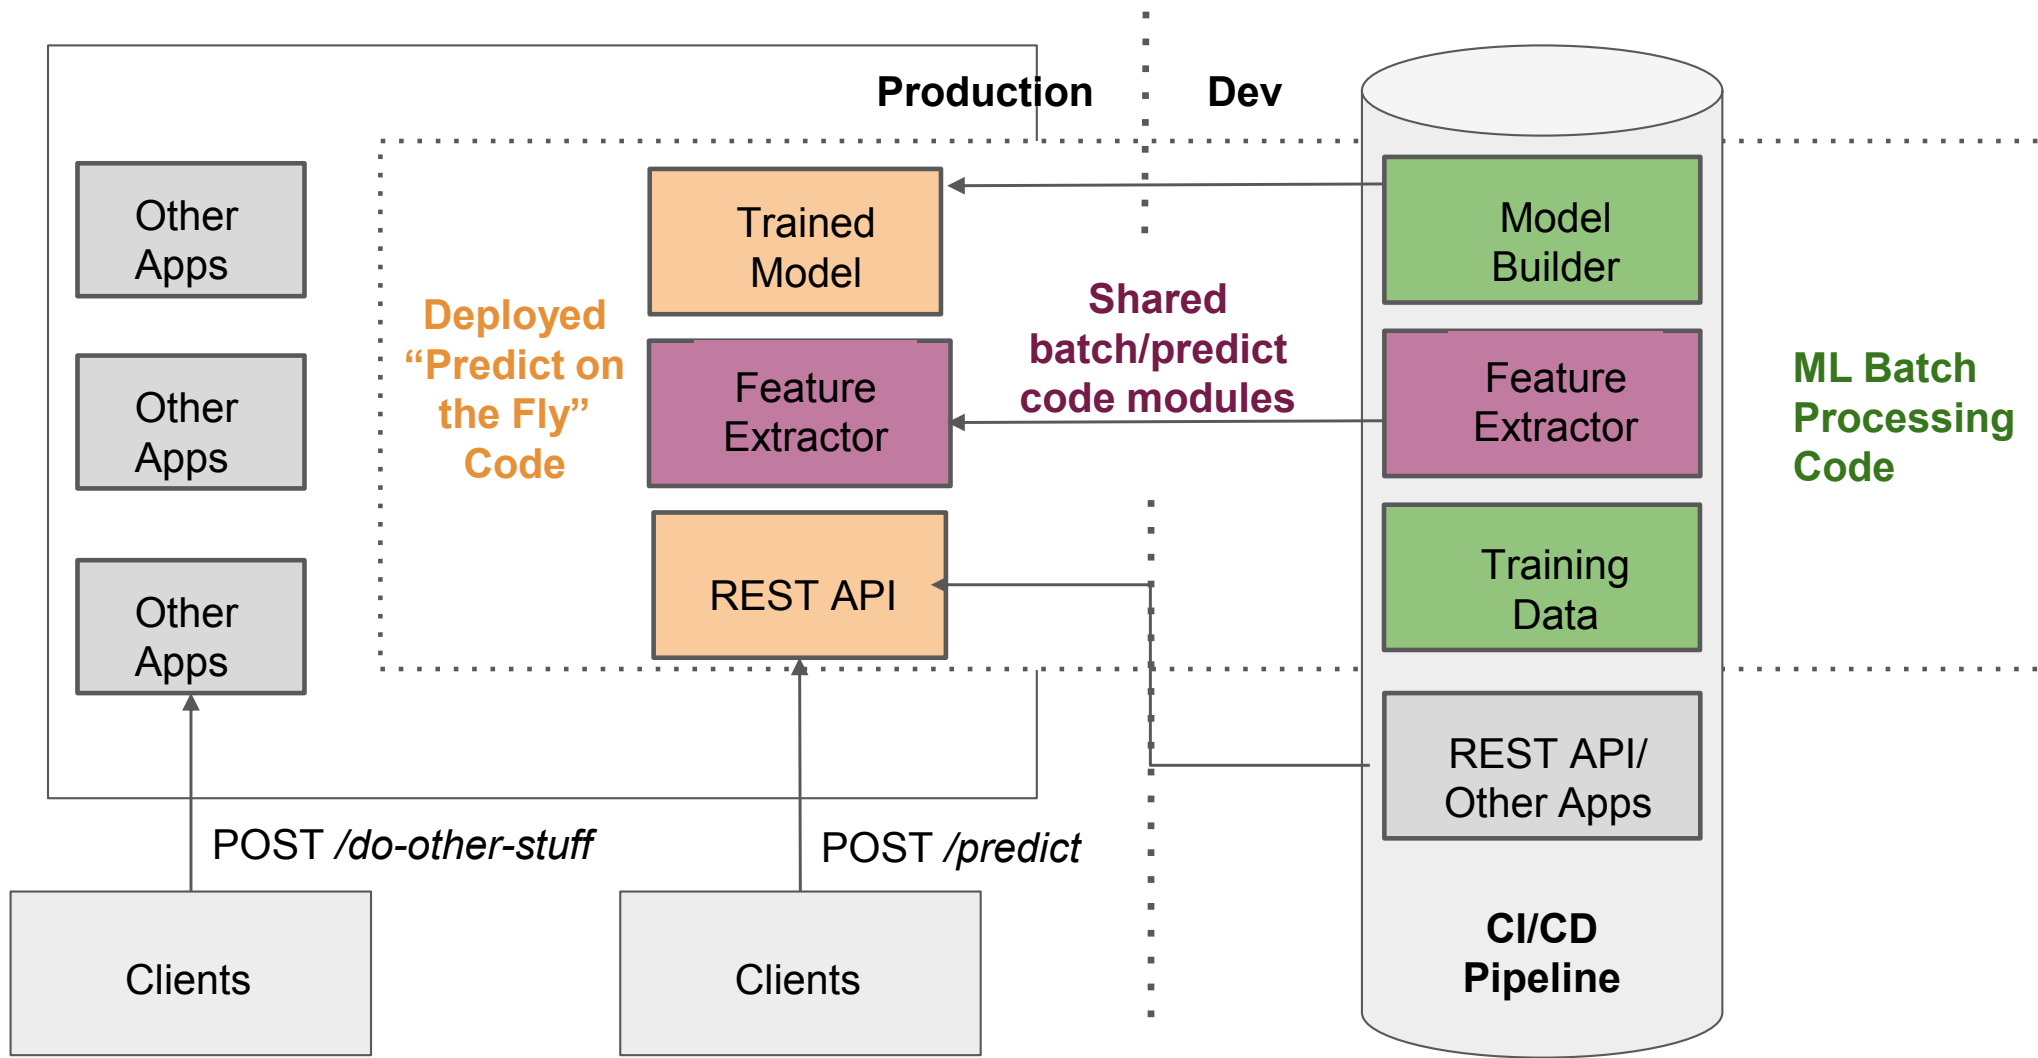 Production
Dev
Other
Apps
Other
Apps
Other
Apps
Deployed
“Predict on
the Fly”
Code
Trained
Model
Feature
Extractor
REST API
Shared
batch/predict
code modules
Model
Builder
Feature
Extractor
Training
Data
REST API/
Other Apps
CI/CD
Pipeline
ML Batch
Processing
Code
POST /do-other-stuff
POST /predict
Clients
Clients